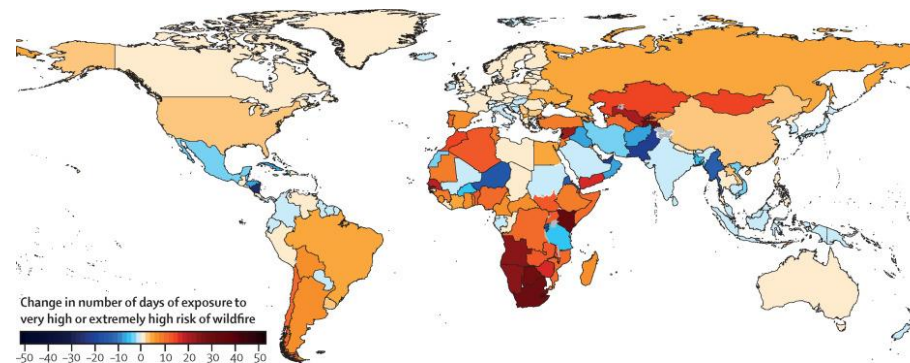 Change in number of days of exposure to
very high or extremely high risk of wildfire
–50 –40 –30 –20 –10 0 10 20 30 40 50